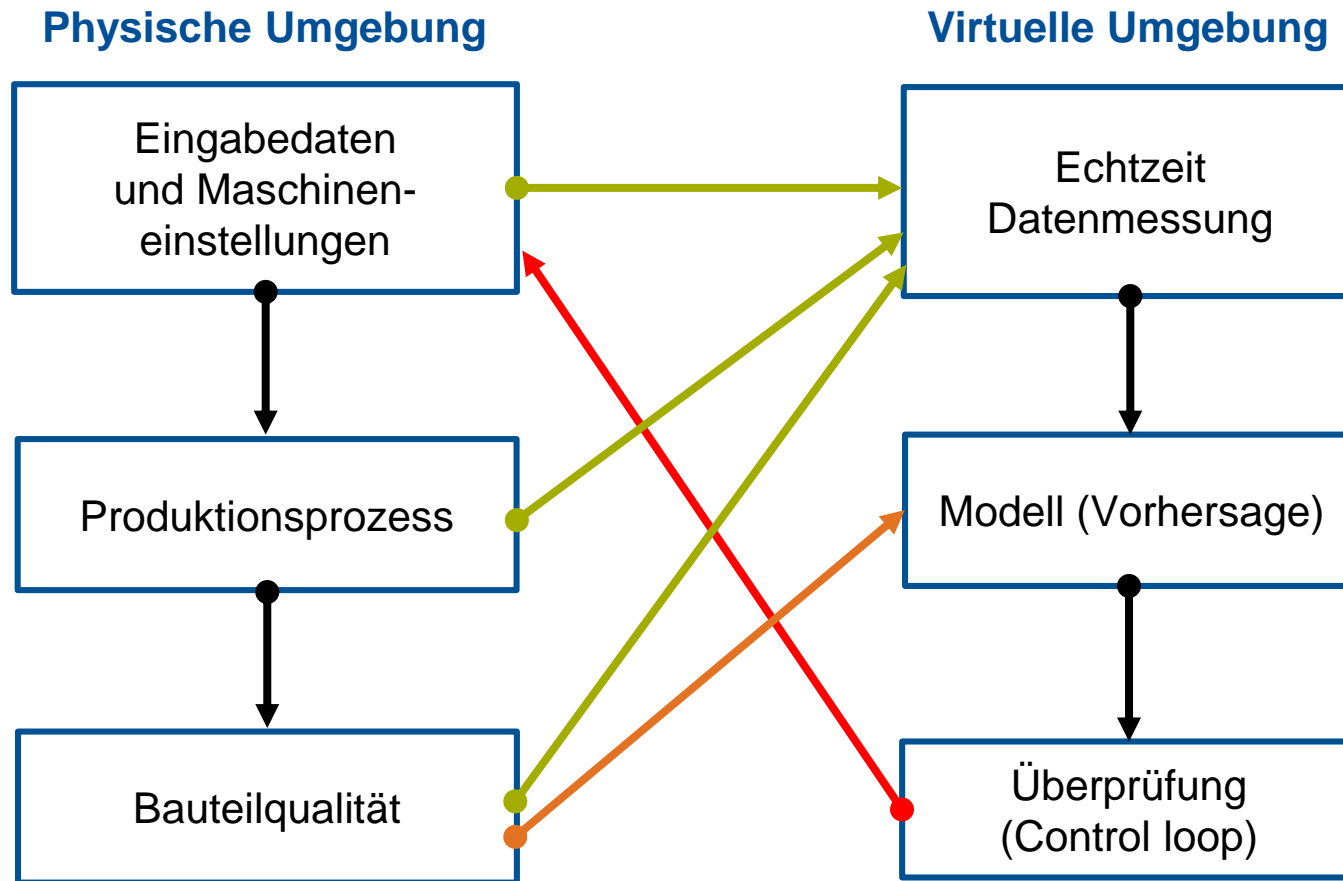 Physische Umgebung
Virtuelle Umgebung
Eingabedaten
und Maschinen-
einstellungen
Echtzeit
Datenmessung
Produktionsprozess
Modell (Vorhersage)
Bauteilqualität
Überprüfung
(Control loop)